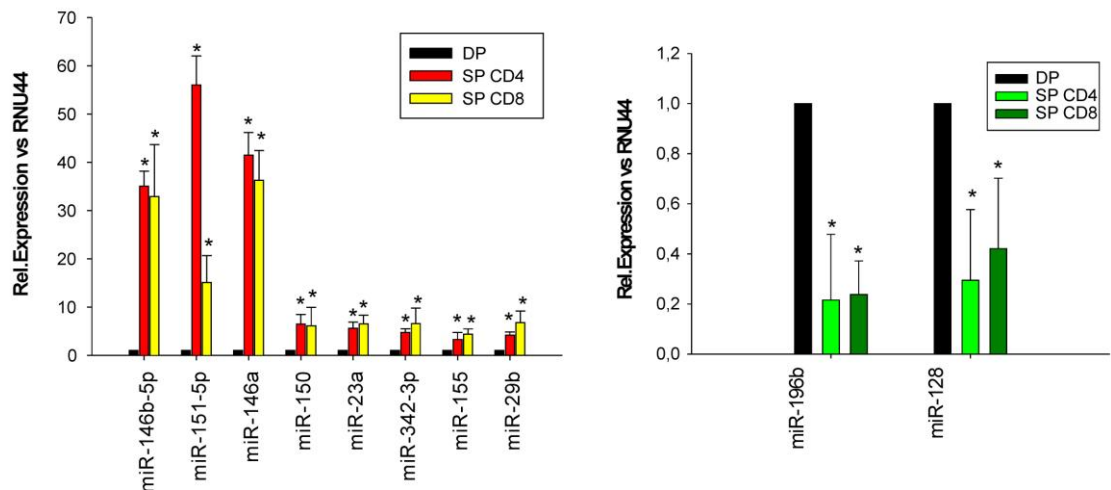 Rel.Expression vs RNU44
70
60
50
40
30
20
10
0
DP
SP CD4
SP CD8
* * * * * * * * * * * * * * * *
miR-146b-5p
miR-151-5p
miR-146a
miR-150
miR-23a
miR-342-3p
miR-155
miR-29b
Rel.Expression vs RNU44
1,2
1,0
0,8
0,6
0,4
0,2
0,0
DP
SP CD4
SP CD8
* * * *
miR-196b
miR-128